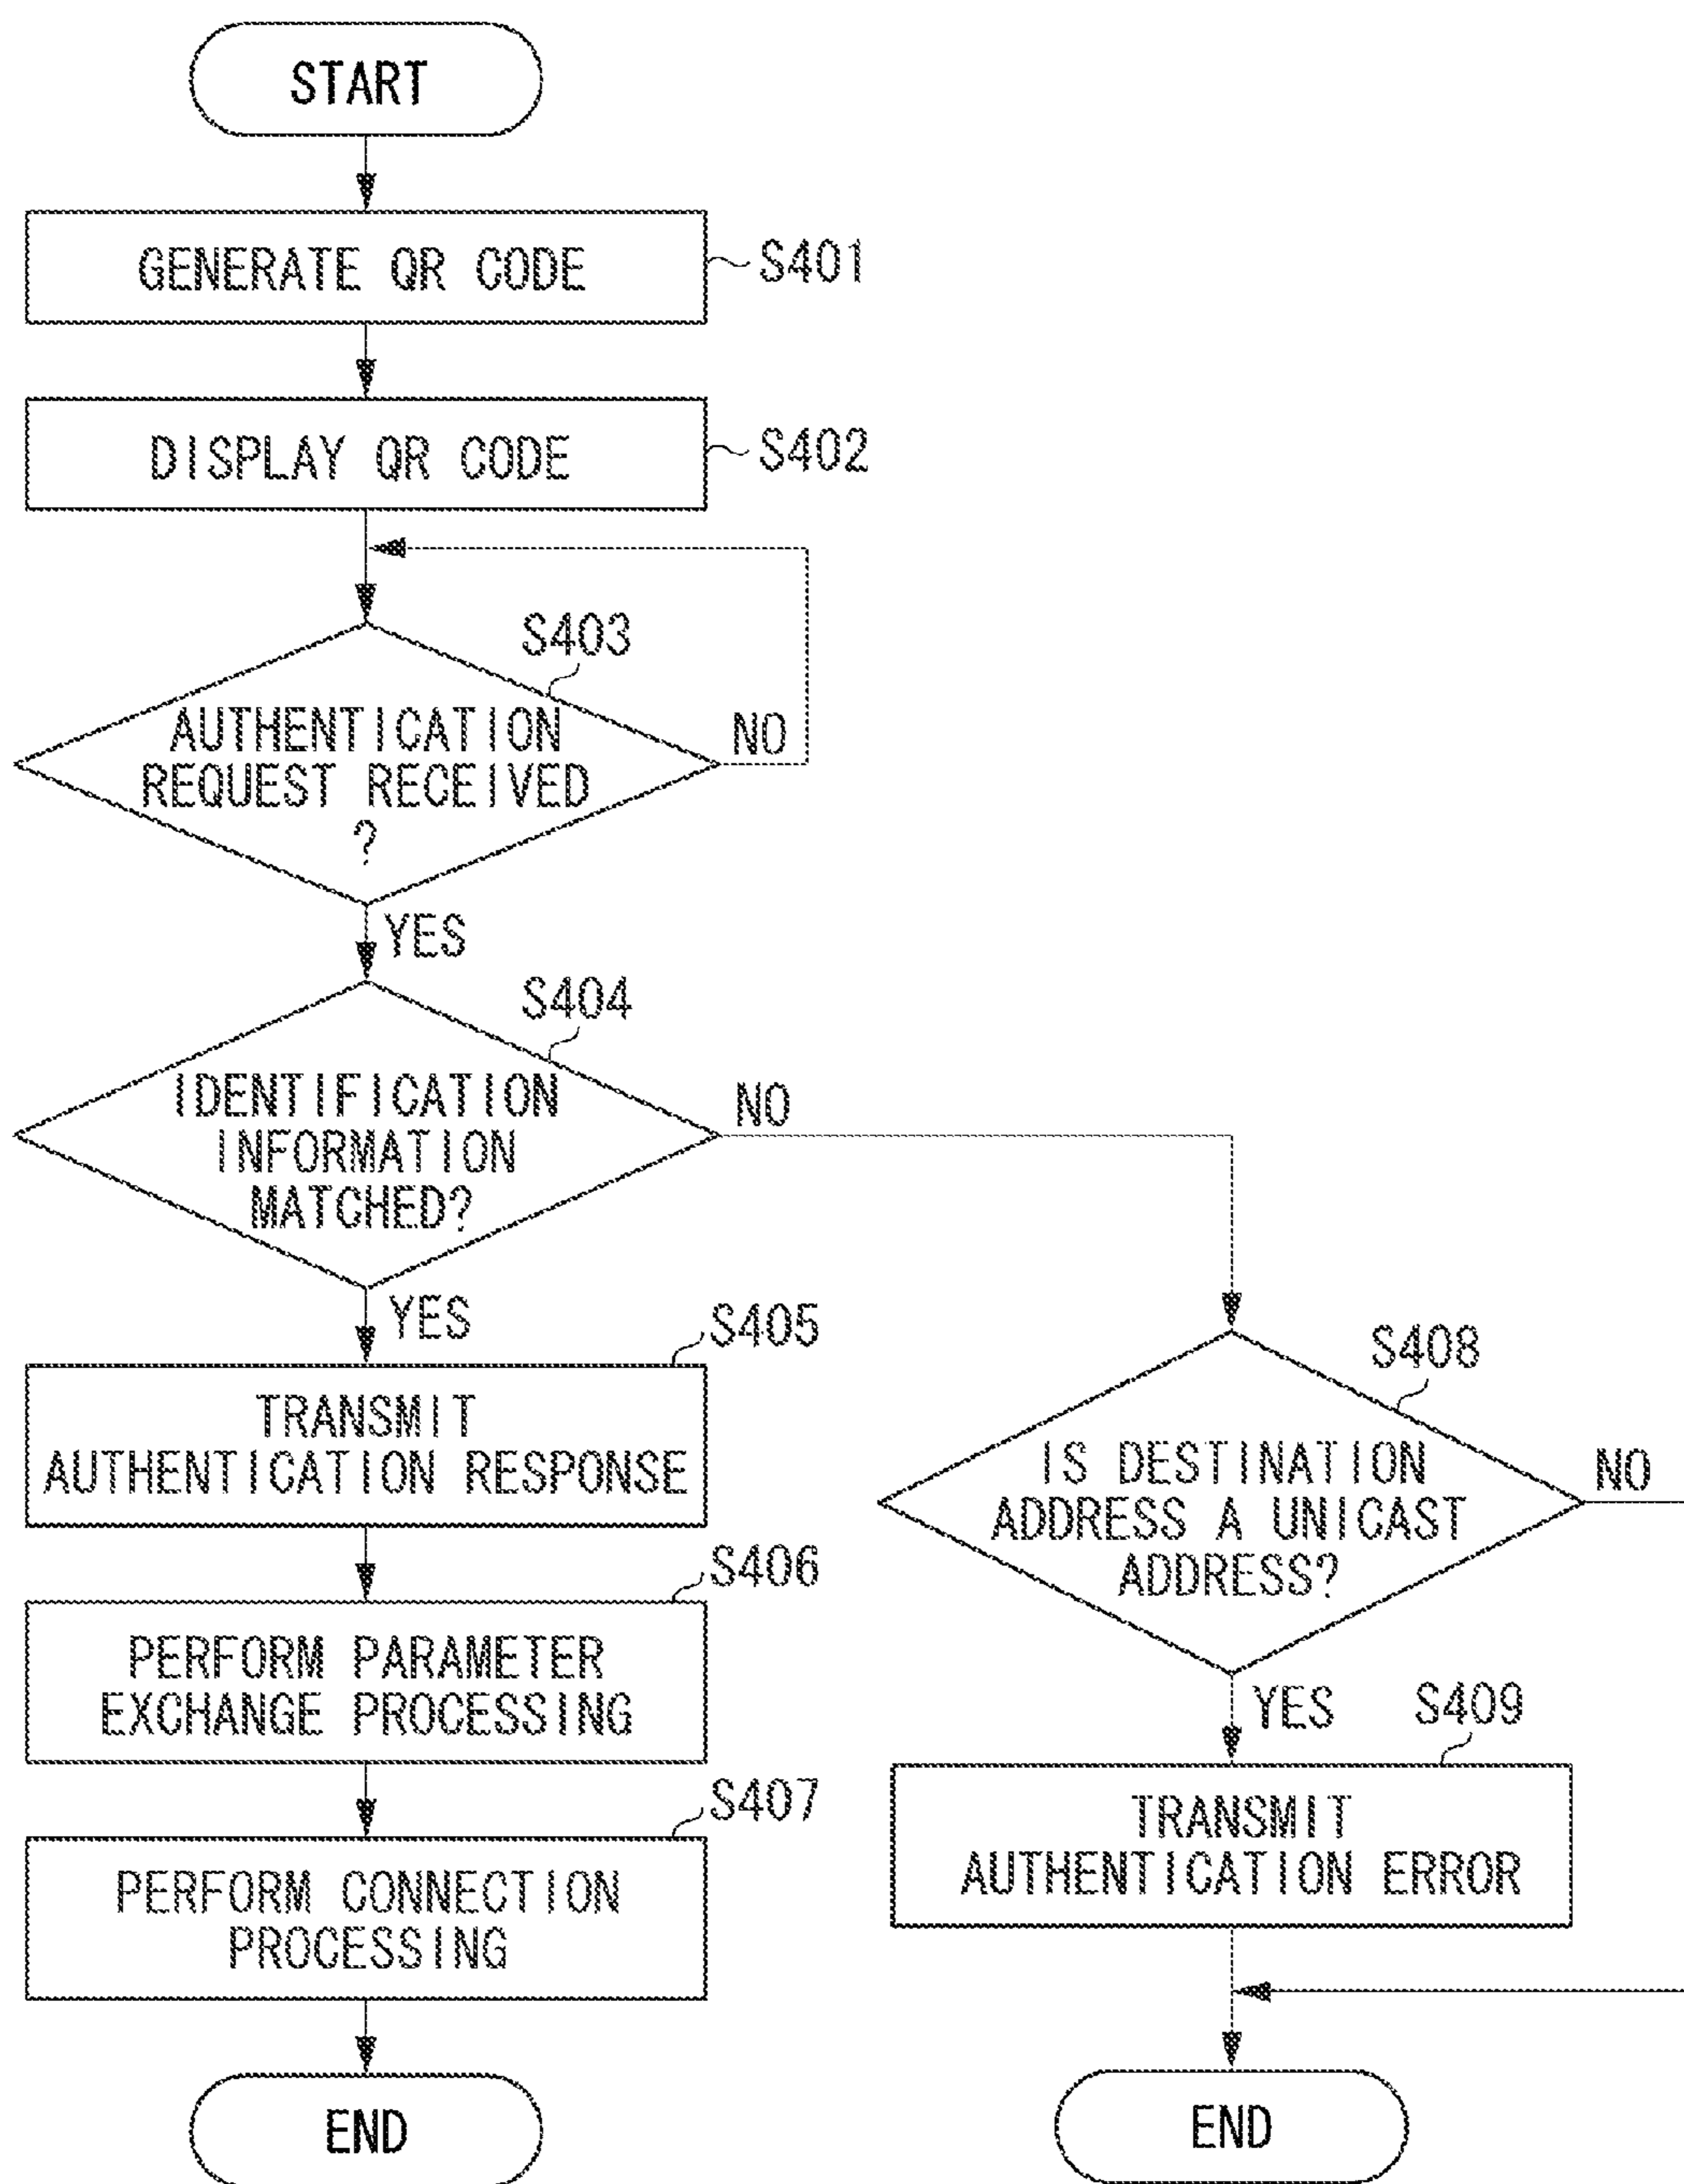 START
GENERATE QR CODE
S401
DISPLAY QR CODE
S402
S403
AUTHENTICATION
REQUEST RECEIVED
?
NO
YES
S404
IDENTIFICATION
INFORMATION
MATCHED?
NO
YES
S405
TRANSMIT
AUTHENTICATION RESPONSE
S406
PERFORM PARAMETER
EXCHANGE PROCESSING
S407
PERFORM CONNECTION
PROCESSING
END
S408
IS DESTINATION
ADDRESS A UNICAST
ADDRESS?
NO
YES
S409
TRANSMIT
AUTHENTICATION ERROR
END